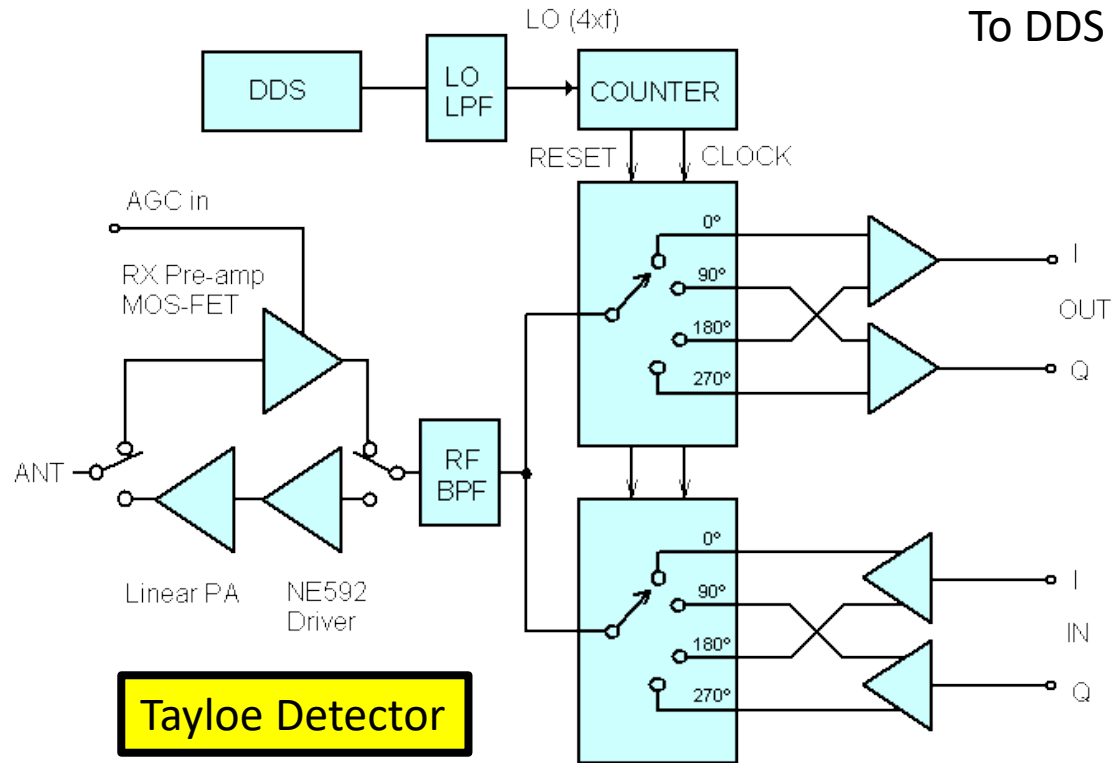 To DDS
LO (4xf)
DDS
LO
LPF
COUNTER
RESET
CLOCK
AGC in
RX Pre-amp
MOS-FET
0°
90°
180°
270°
I
OUT
Q
ANT
RF
BPF
Linear PA
NE592
Driver
0°
90°
180°
270°
I
IN
Q
Tayloe Detector